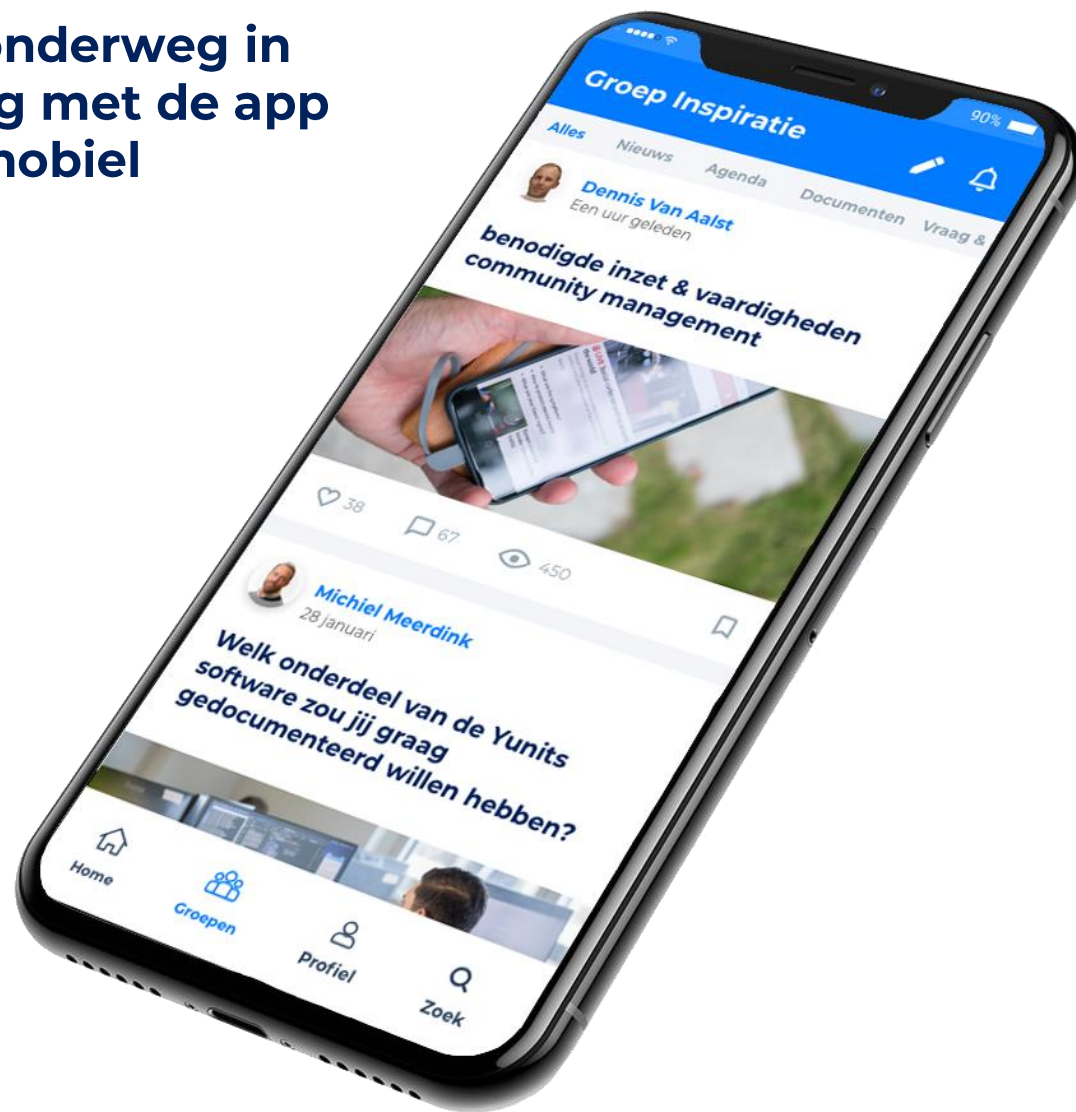 onderweg in
g met de app
mobiel
90%
Groep Inspiratie
Alles Nieuws Agenda Documenten Vraag &
Dennis Van Aalst
Een uur geleden
benodigde inzet & vaardigheden
community management
38 67 450
Michiel Meerdink
28 januari
Welk onderdeel van de Yunits
software zou jij graag
gedocumenteerd willen hebben?
Home Groepen Profiel Zoek